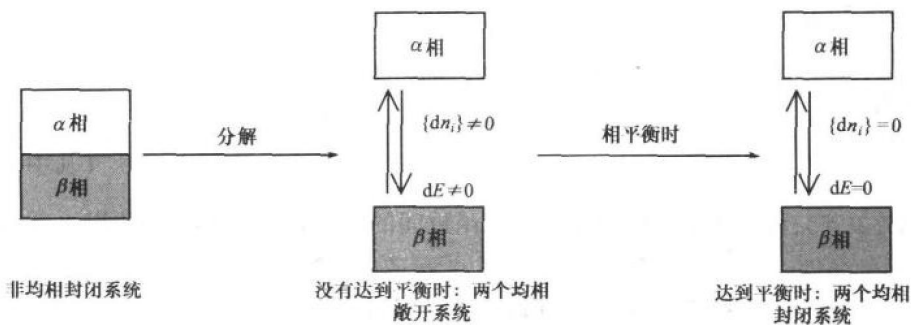 α相
β相
非均相封闭系统
分解
α相
{dn_i}≠0
dE≠0
β相
没有达到平衡时：两个均相
敞开系统
相平衡时
α相
{dn_i}=0
dE=0
β相
达到平衡时：两个均相
封闭系统